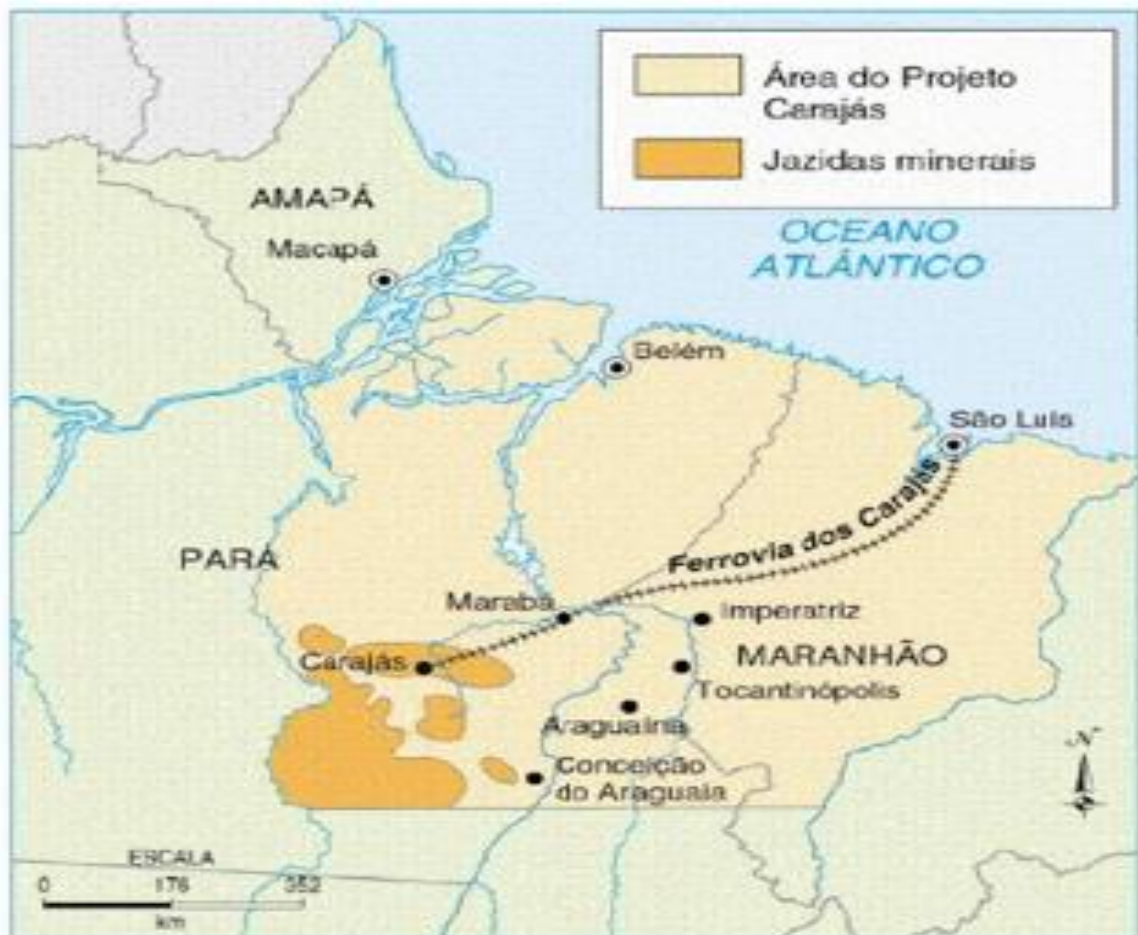 Área do Projeto
Carajás
Jazidas minerais
AMAPÁ
Macapá
OCEANO
ATLÂNTICO
Belém
São Luís
Ferrovia dos Carajás
PARÁ
Marabá
Imperatriz
Carajás
MARANHÃO
Tocantinópolis
Araguaína
Conceição
do Araguaia
N
ESCALA
0 176 352
km